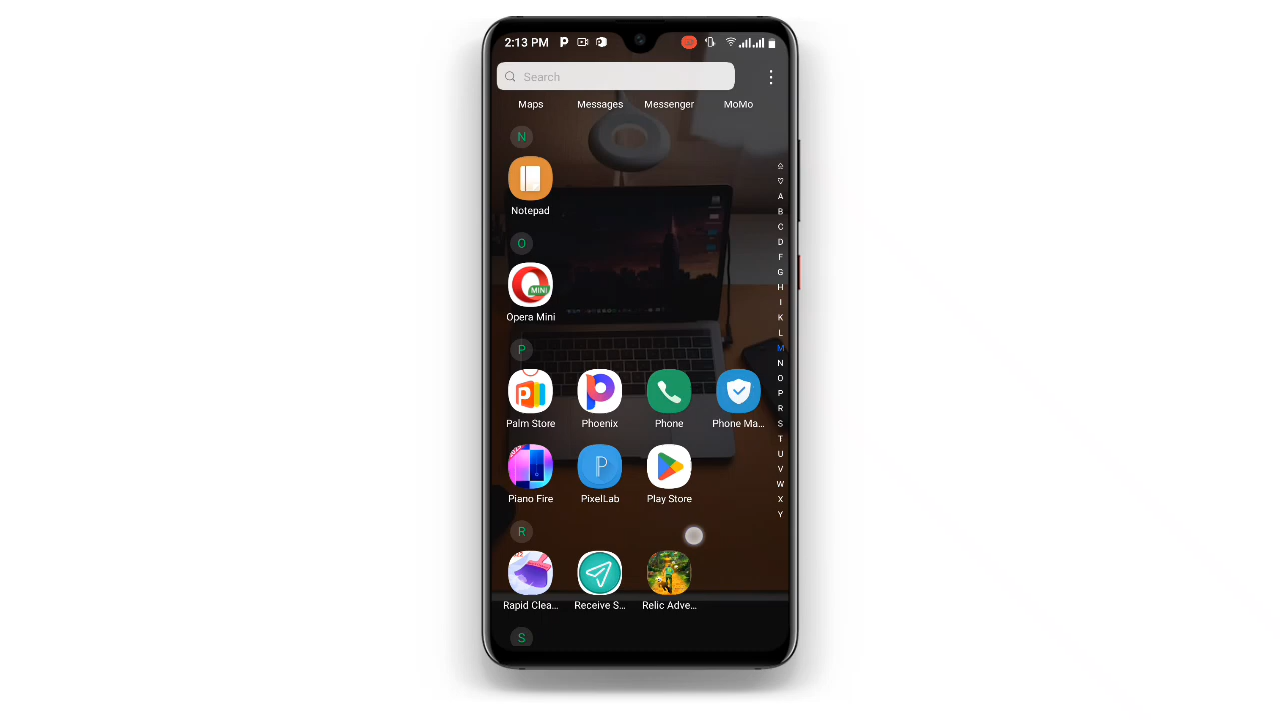 2:13 PM
Search
Maps Messages Messenger MoMo
N
Notepad
O
MINI
Opera Mini
P
Palm Store Phoenix Phone Phone Ma...
Piano Fire PixelLab Play Store
R
Rapid Clea... Receive S... Relic Adve...
S
A
B
C
D
F
G
H
I
K
L
M
N
O
P
R
S
T
U
V
W
X
Y